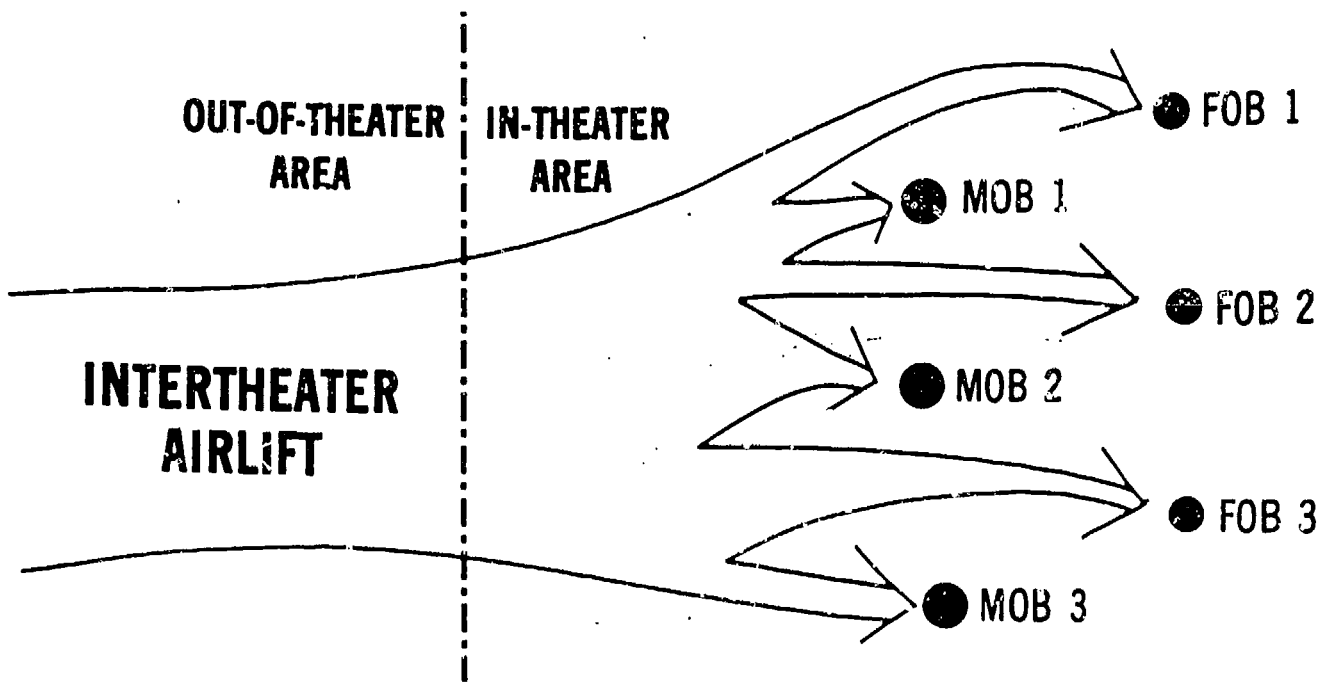 OUT-OF-THEATER
AREA
IN-THEATER
AREA
FOB 1
MOB 1
FOB 2
INTERTHEATER
AIRLIFT
MOB 2
FOB 3
MOB 3